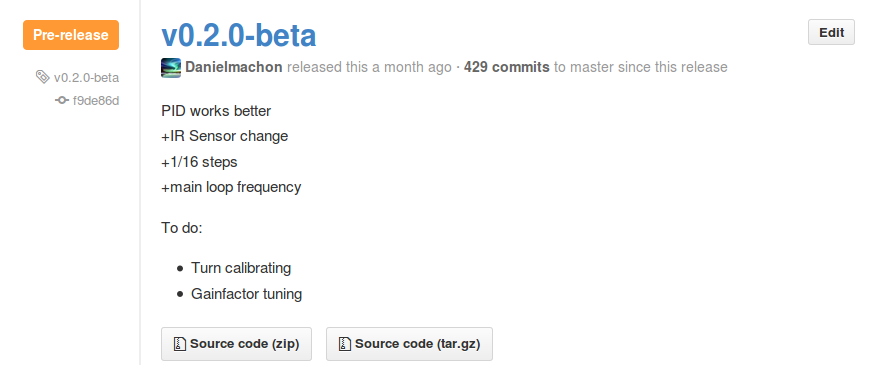 Pre-release
v0.2.0-beta
f9de86d
v0.2.0-beta
Edit
Danielmachon released this a month ago · 429 commits to master since this release
PID works better
+IR Sensor change
+1/16 steps
+main loop frequency
To do:
• Turn calibrating
• Gainfactor tuning
Source code (zip)
Source code (tar.gz)